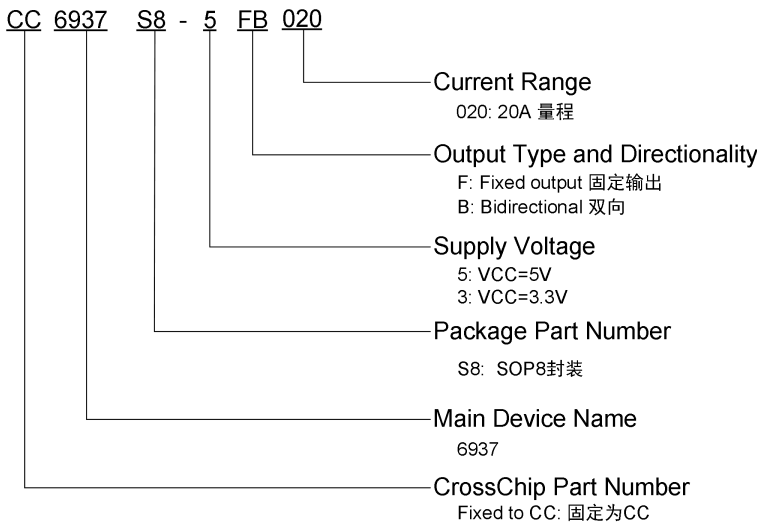 CC 6937 S8 - 5 FB 020
Current Range
020: 20A 量程
Output Type and Directionality
F: Fixed output 固定输出
B: Bidirectional 双向
Supply Voltage
5: VCC=5V
3: VCC=3.3V
Package Part Number
S8: SOP8封装
Main Device Name
6937
CrossChip Part Number
Fixed to CC: 固定为CC